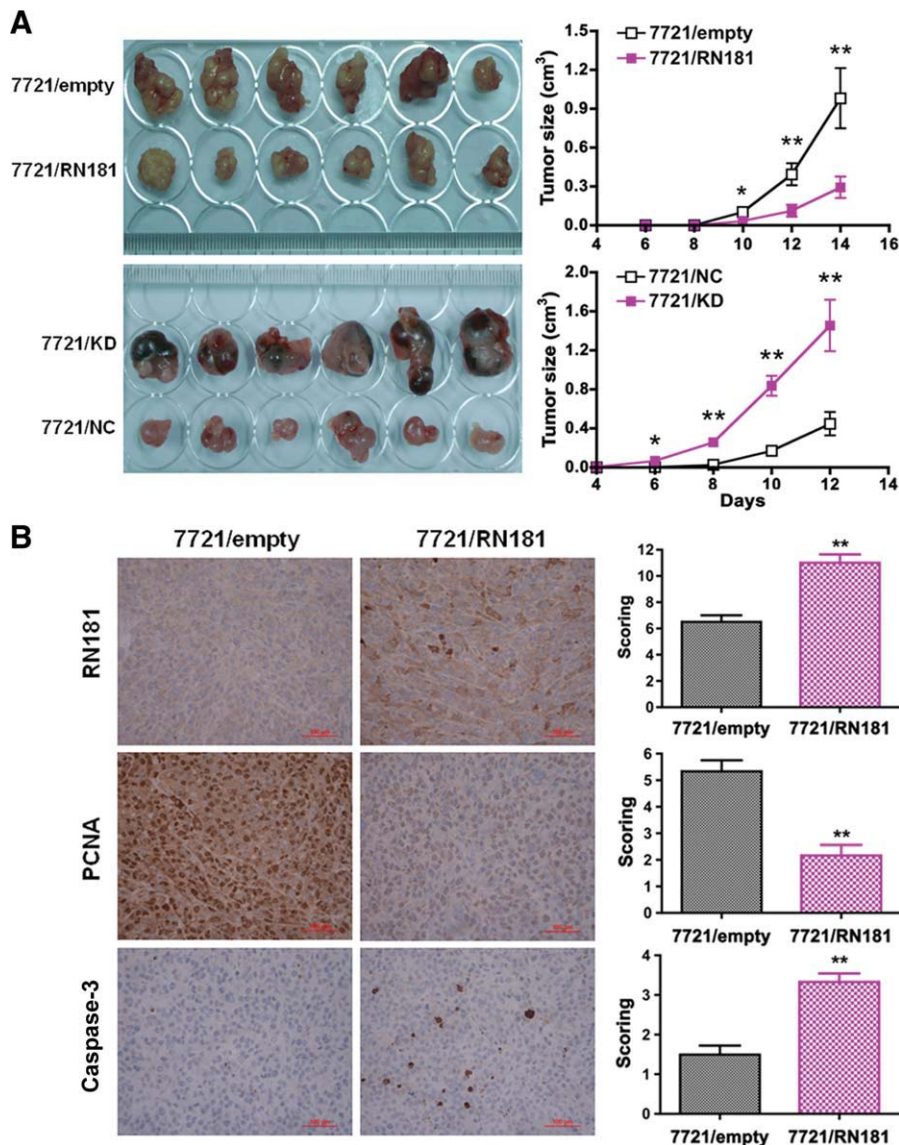 A
7721/empty
7721/RN181
7721/KD
7721/NC
7721/empty
7721/RN181
Tumor size (cm³)
1.5
1.2
0.9
0.6
0.3
0.0
4 6 8 10 12 14 16
* ** **
7721/NC
7721/KD
Tumor size (cm³)
2.0
1.6
1.2
0.8
0.4
0.0
4 6 8 10 12 14
Days
* ** ** **
B
7721/empty 7721/RN181
RN181
PCNA
Caspase-3
Scoring
12
10
8
6
4
2
0
**
7721/empty 7721/RN181
Scoring
6
5
4
3
2
1
0
**
7721/empty 7721/RN181
Scoring
4
3
2
1
0
**
7721/empty 7721/RN181